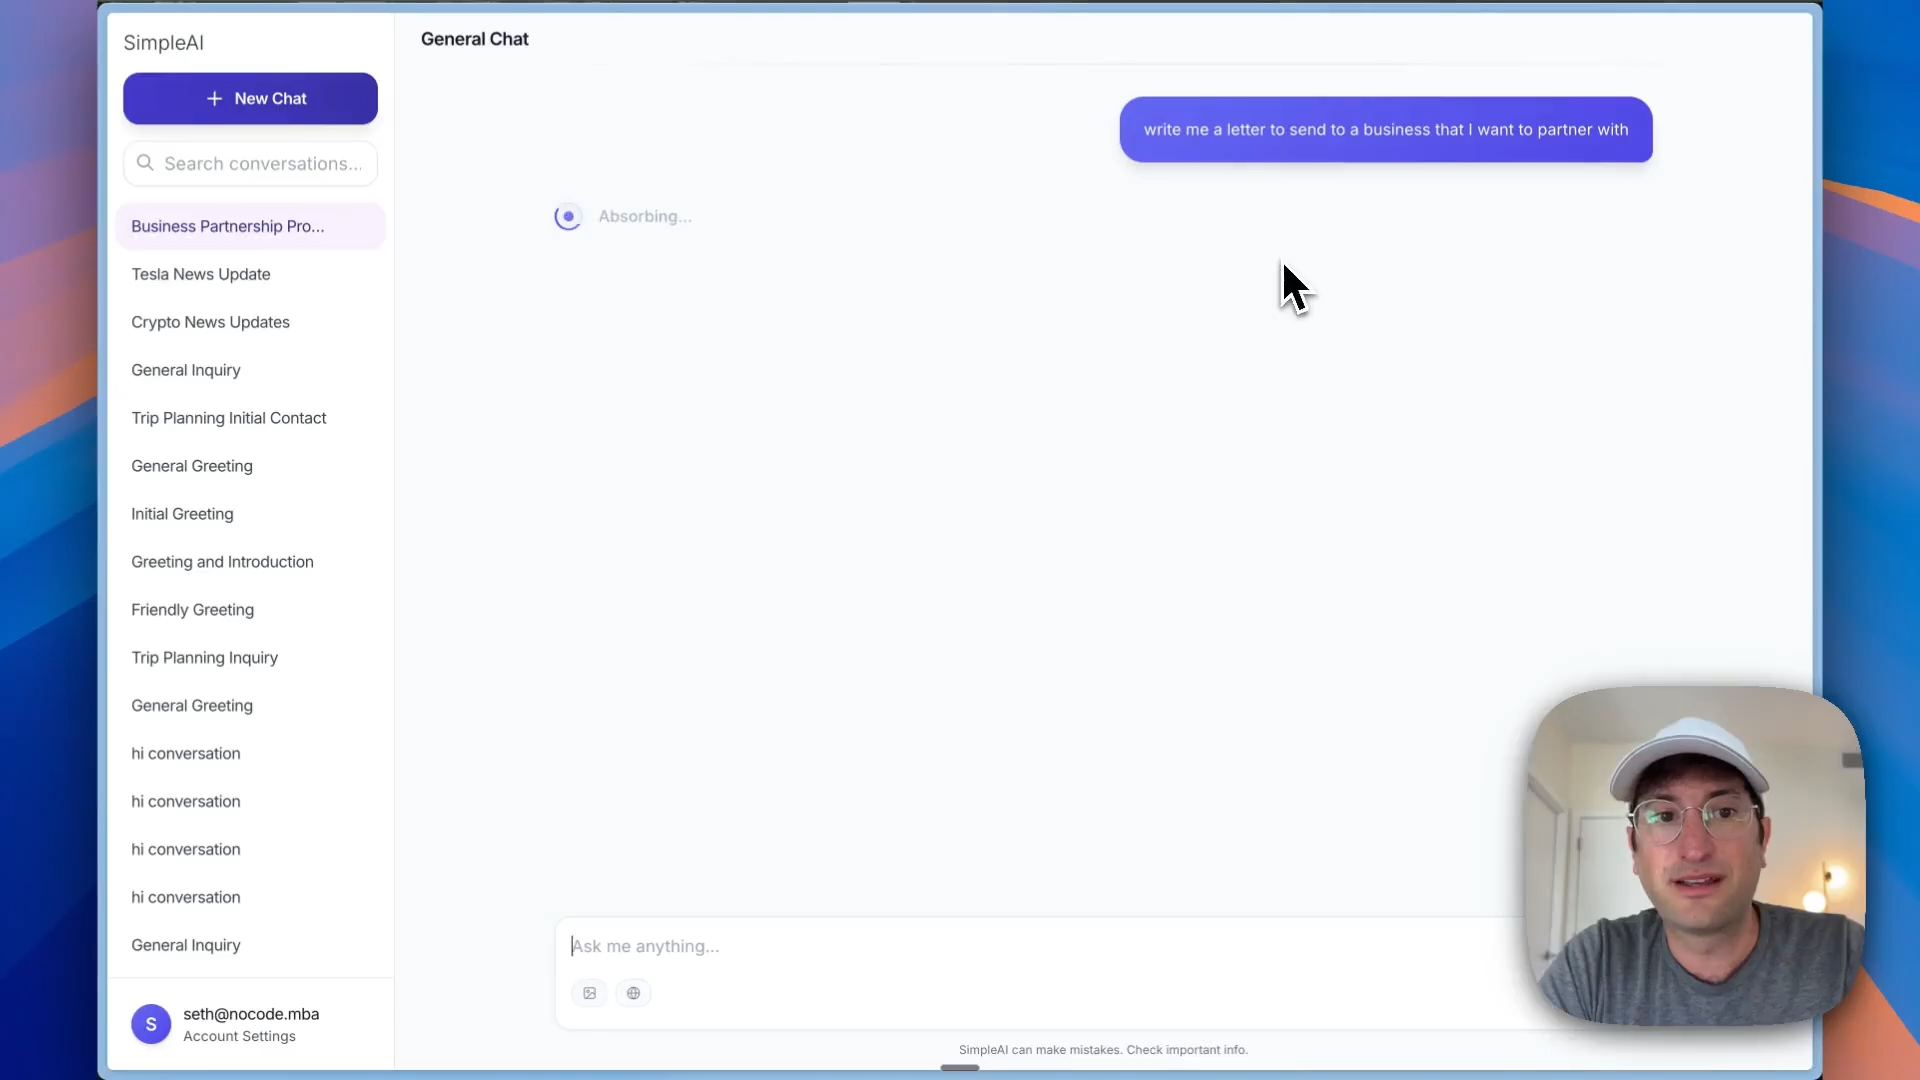 SimpleAI
New Chat
Search conversations...
Business Partnership Pro...
Tesla News Update
Crypto News Updates
General Inquiry
Trip Planning Initial Contact
General Greeting
Initial Greeting
Greeting and Introduction
Friendly Greeting
Trip Planning Inquiry
General Greeting
hi conversation
hi conversation
hi conversation
hi conversation
General Inquiry
S
seth@nocode.mba
Account Settings
General Chat
write me a letter to send to a business that I want to partner with
Absorbing...
Ask me anything...
SimpleAI can make mistakes. Check important info.